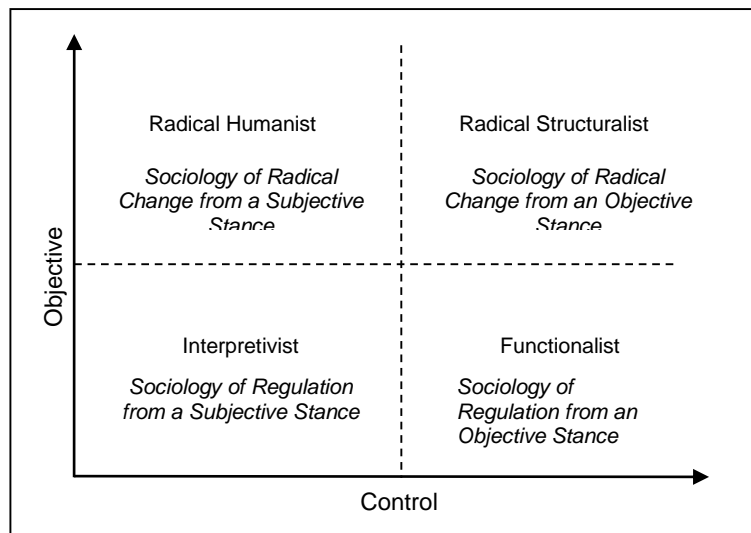 Objective
Radical Humanist
Sociology of Radical
Change from a Subjective
Stance
Radical Structuralist
Sociology of Radical
Change from an Objective
Stance
Interpretivist
Sociology of Regulation
from a Subjective Stance
Functionalist
Sociology of
Regulation from an
Objective Stance
Control